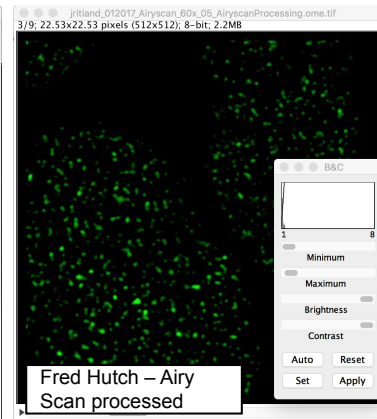 jritland_012017_Airyscan_60x_05_AiryscanProcessing.ome.tif
3/9; 22.53x22.53 pixels (512x512); 8-bit; 2.2MB
B&C
1 8
Minimum
Maximum
Brightness
Contrast
Auto Reset
Set Apply
Fred Hutch – Airy
Scan processed